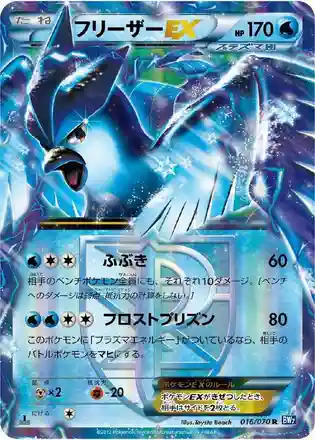 たね
フリーザーEX
HP 170
プラズマ団
ふぶき 60
相手のベンチポケモン全員にも、それぞれ10ダメージ。[ベンチへのダメージは弱点・抵抗力の計算をしない。]
フロストプリズン 80
このポケモンに「プラズマエネルギー」がついているなら、相手のバトルポケモンをマヒにする。
弱点
×2
抵抗力
-20
にげる
ポケモンEXのルール
ポケモンEXがきぜつしたとき、
相手はサイドを2枚とる。
Illus. Ayaka Yoshida
016/070 R BW7